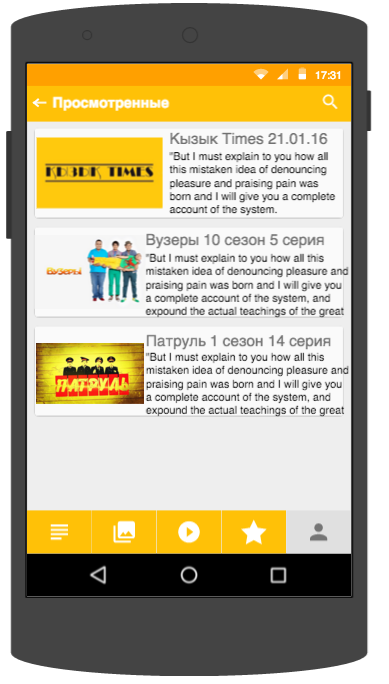 17:31
Просмотренные
КЫЗЫК TIMES
Кызык Times 21.01.16
"But I must explain to you how all
this mistaken idea of denouncing
pleasure and praising pain was
born and I will give you a complete
account of the system.
Вузеры
Вузеры 10 сезон 5 серия
"But I must explain to you how all this
mistaken idea of denouncing pleasure and
praising pain was born and I will give you
a complete account of the system, and
expound the actual teachings of the great
ПАТРУЛЬ
Патруль 1 сезон 14 серия
"But I must explain to you how all this
mistaken idea of denouncing pleasure and
praising pain was born and I will give you
a complete account of the system, and
expound the actual teachings of the great